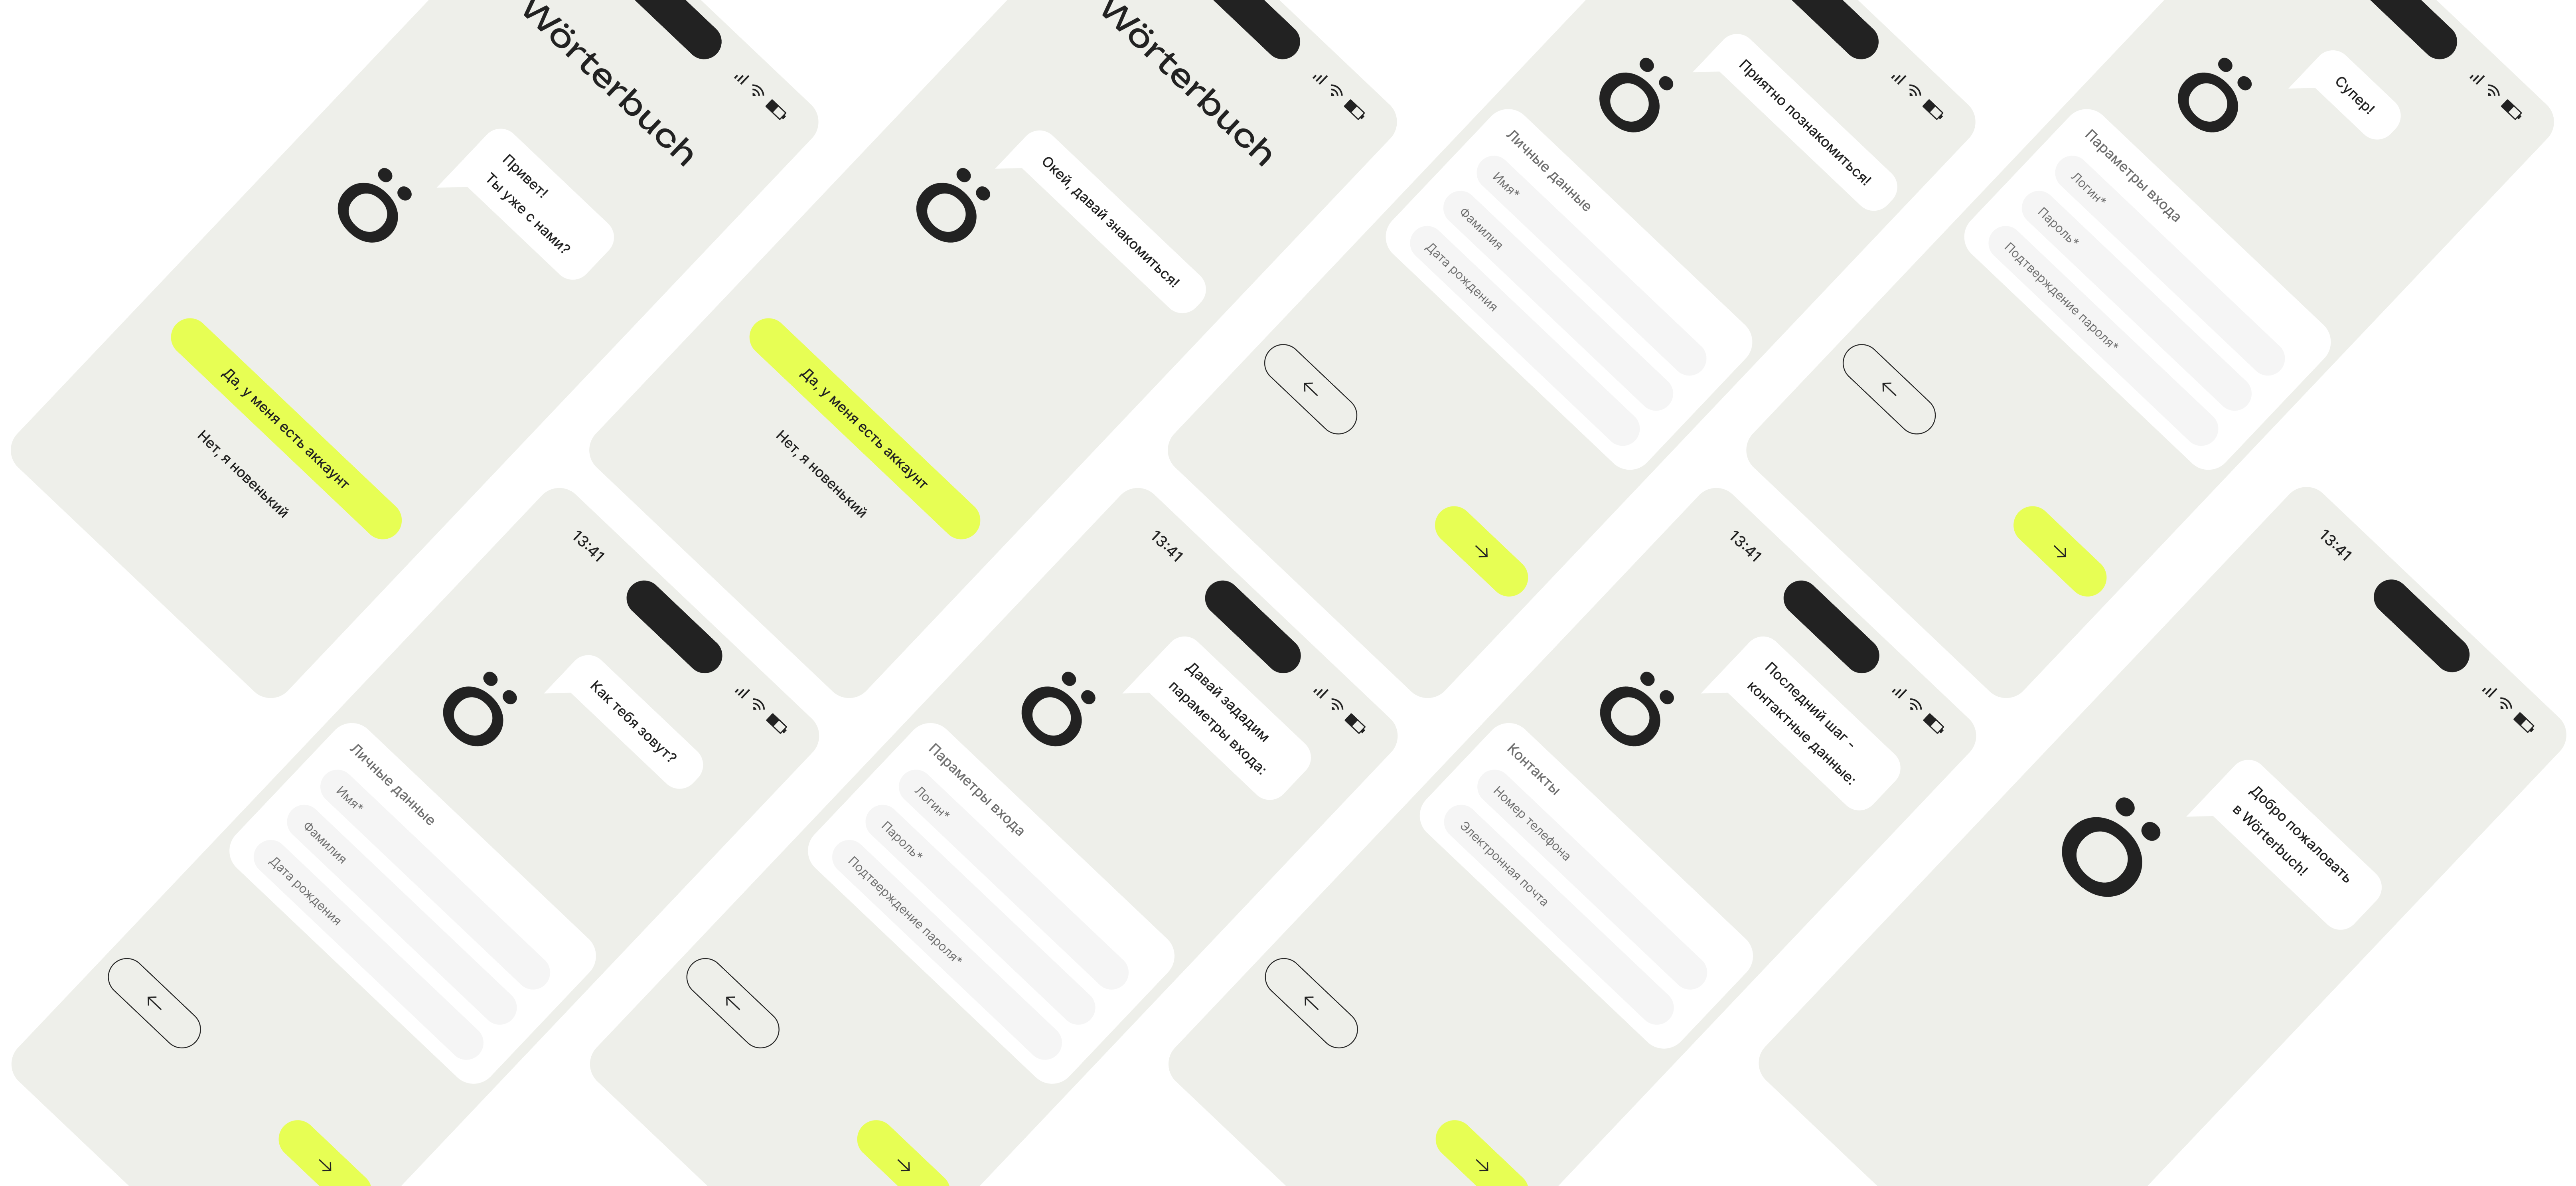 Wörterbuch
Ö
Привет!
Ты уже с нами?
Да, у меня есть аккаунт
Нет, я новенький
Wörterbuch
Ö
Окей, давай знакомиться!
Да, у меня есть аккаунт
Нет, я новенький
Ö
Приятно познакомиться!
Личные данные
Имя*
Фамилия
Дата рождения
←
→
Ö
Супер!
Параметры входа
Логин*
Пароль*
Подтверждение пароля*
←
→
13:41
Ö
Как тебя зовут?
Личные данные
Имя*
Фамилия
Дата рождения
←
→
13:41
Ö
Давай зададим
параметры входа:
Параметры входа
Логин*
Пароль*
Подтверждение пароля*
←
→
13:41
Ö
Последний шаг -
контактные данные:
Контакты
Номер телефона
Электронная почта
←
→
13:41
Ö
Добро пожаловать
в Wörterbuch!